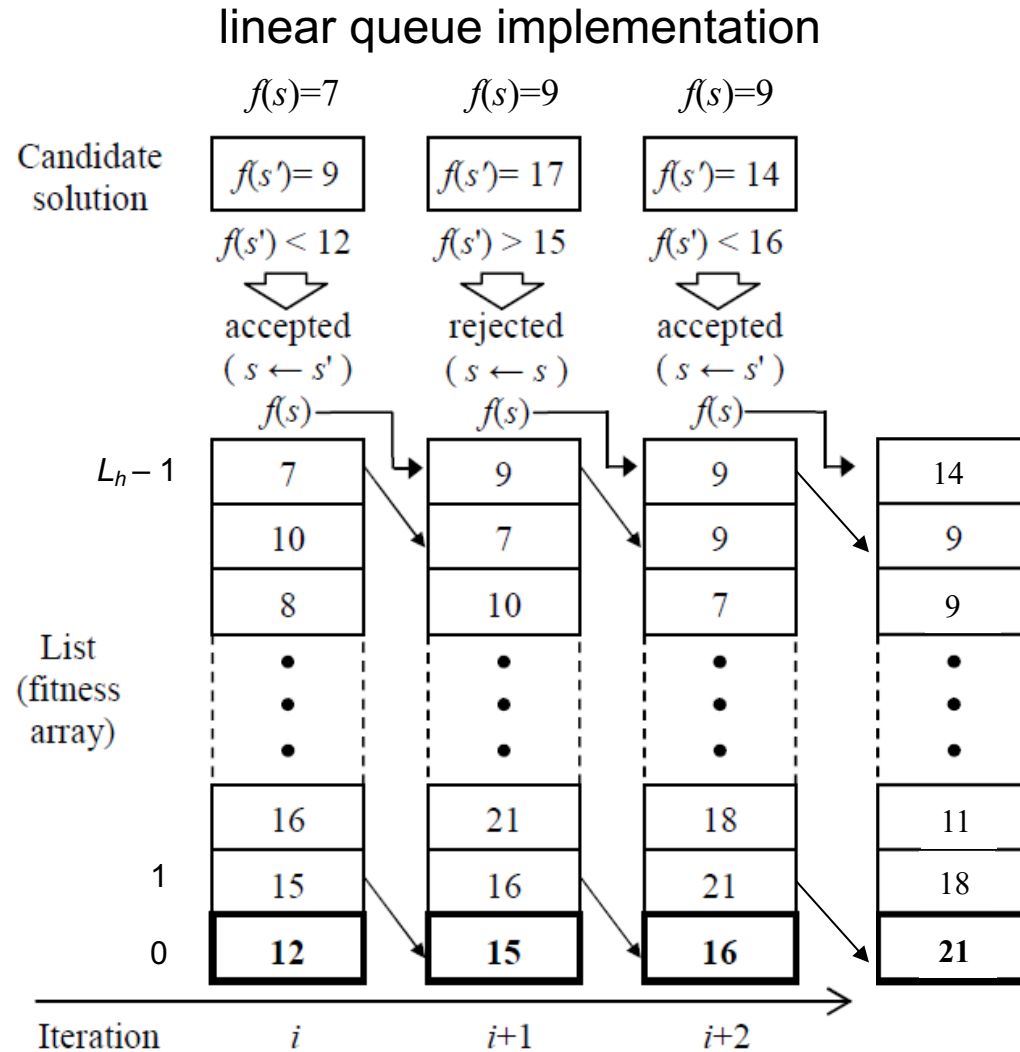 linear queue implementation
f(s)=7 f(s)=9 f(s)=9
Candidate solution
f(s')= 9 f(s')= 17 f(s')= 14
f(s') < 12 f(s') > 15 f(s') < 16
accepted rejected accepted
( s ← s' ) ( s ← s ) ( s ← s' )
f(s) f(s) f(s)
L_h – 1 7 9 9 14
10 7 9 9
8 10 7 9
List
(fitness
array)
16 21 18 11
1 15 16 21 18
0 12 15 16 21
Iteration i i+1 i+2